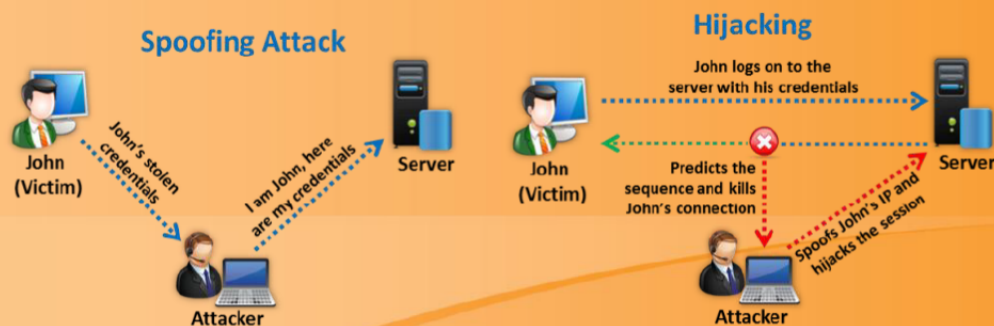 Spoofing Attack
John
(Victim)
John's stolen
credentials
I am John, here
are my credentials
Server
Attacker
Hijacking
John logs on to the
server with his credentials
John
(Victim)
Predicts the
sequence and kills
John's connection
Spoofs John's IP and
hijacks the session
Server
Attacker